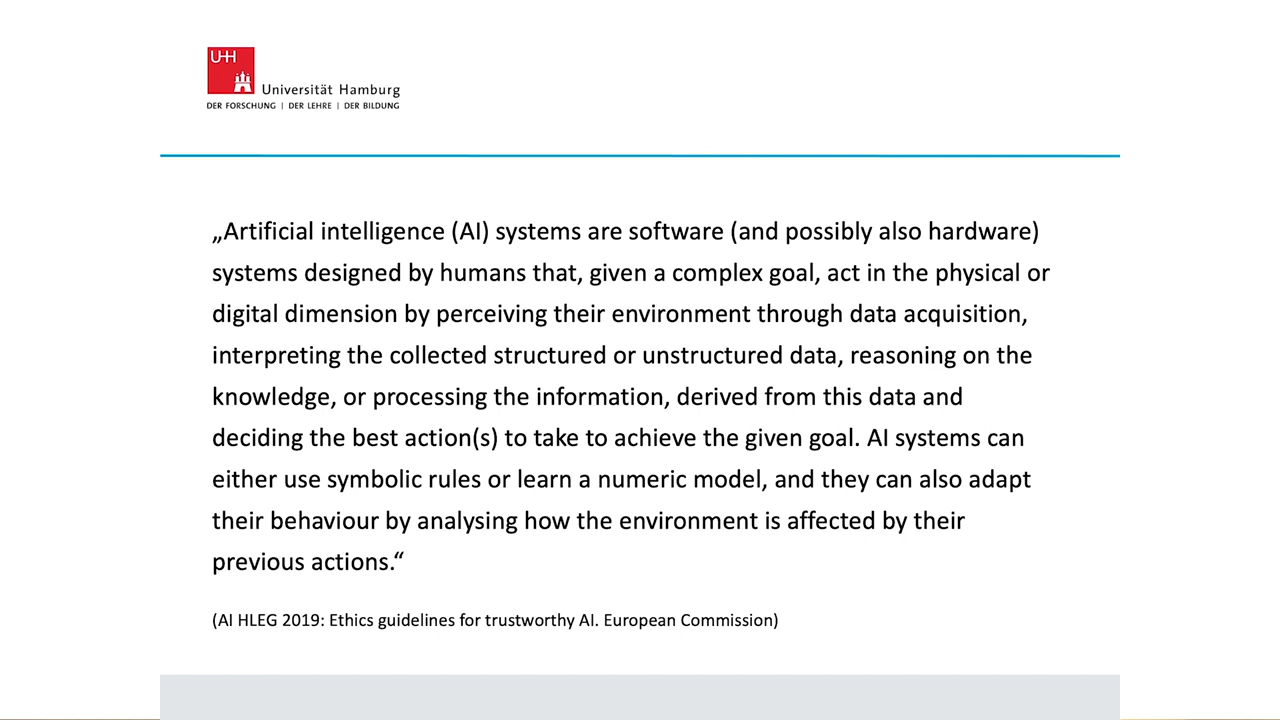 UHH
Universität Hamburg
DER FORSCHUNG | DER LEHRE | DER BILDUNG
„Artificial intelligence (AI) systems are software (and possibly also hardware)
systems designed by humans that, given a complex goal, act in the physical or
digital dimension by perceiving their environment through data acquisition,
interpreting the collected structured or unstructured data, reasoning on the
knowledge, or processing the information, derived from this data and
deciding the best action(s) to take to achieve the given goal. AI systems can
either use symbolic rules or learn a numeric model, and they can also adapt
their behaviour by analysing how the environment is affected by their
previous actions.“
(AI HLEG 2019: Ethics guidelines for trustworthy AI. European Commission)